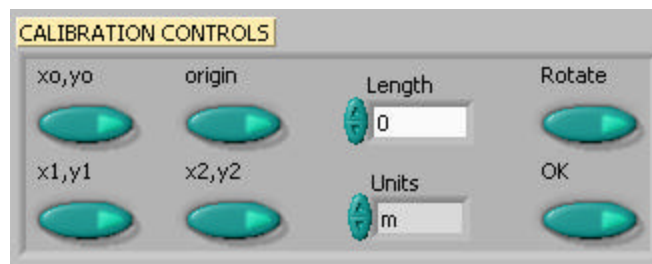 CALIBRATION CONTROLS
xo,yo origin Length Rotate
0
x1,y1 x2,y2 Units OK
m